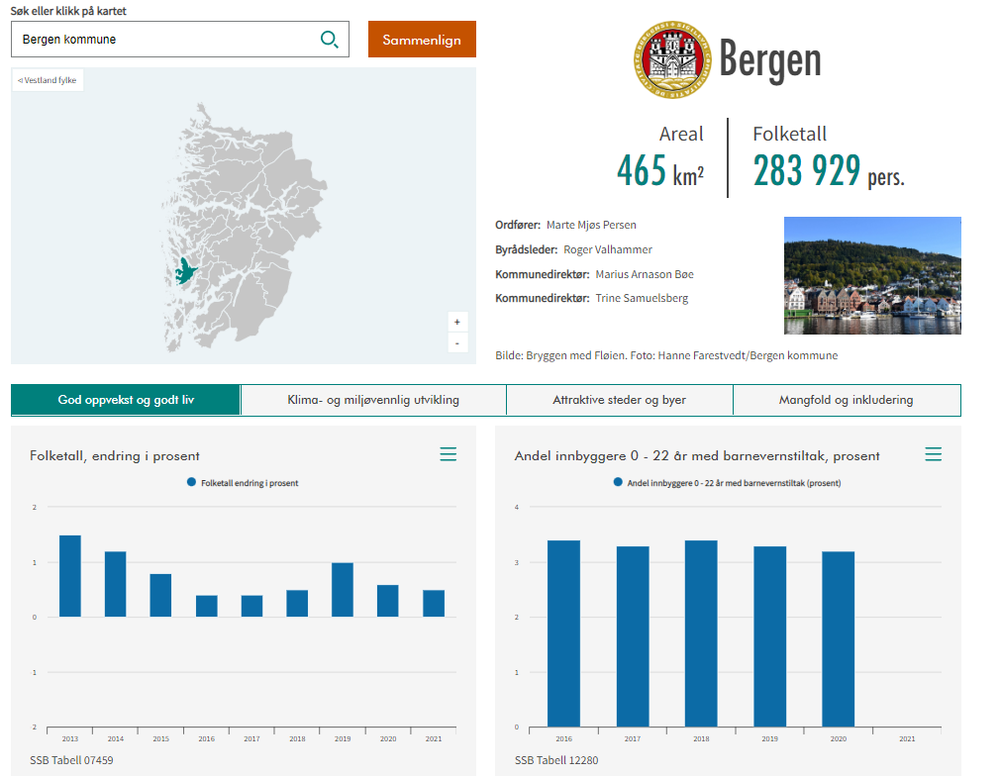 Søk eller klikk på kartet
Bergen kommune
Sammenlign
◃ Vestland fylke
+
-
Bergen
Areal
465 km²
Folketall
283 929 pers.
Ordfører: Marte Mjøs Persen
Byrådsleder: Roger Valhammer
Kommunedirektør: Marius Arnason Bøe
Kommunedirektør: Trine Samuelsberg
Bilde: Bryggen med Fløien. Foto: Hanne Farestvedt/Bergen kommune
God oppvekst og godt liv
Klima- og miljøvennlig utvikling
Attraktive steder og byer
Mangfold og inkludering
Folketall, endring i prosent
Folketall endring i prosent
2
1
0
-1
-2
2013 2014 2015 2016 2017 2018 2019 2020 2021
SSB Tabell 07459
Andel innbyggere 0 - 22 år med barnevernstiltak, prosent
Andel innbyggere 0 - 22 år med barnevernstiltak (prosent)
4
3
2
1
0
2016 2017 2018 2019 2020 2021
SSB Tabell 12280